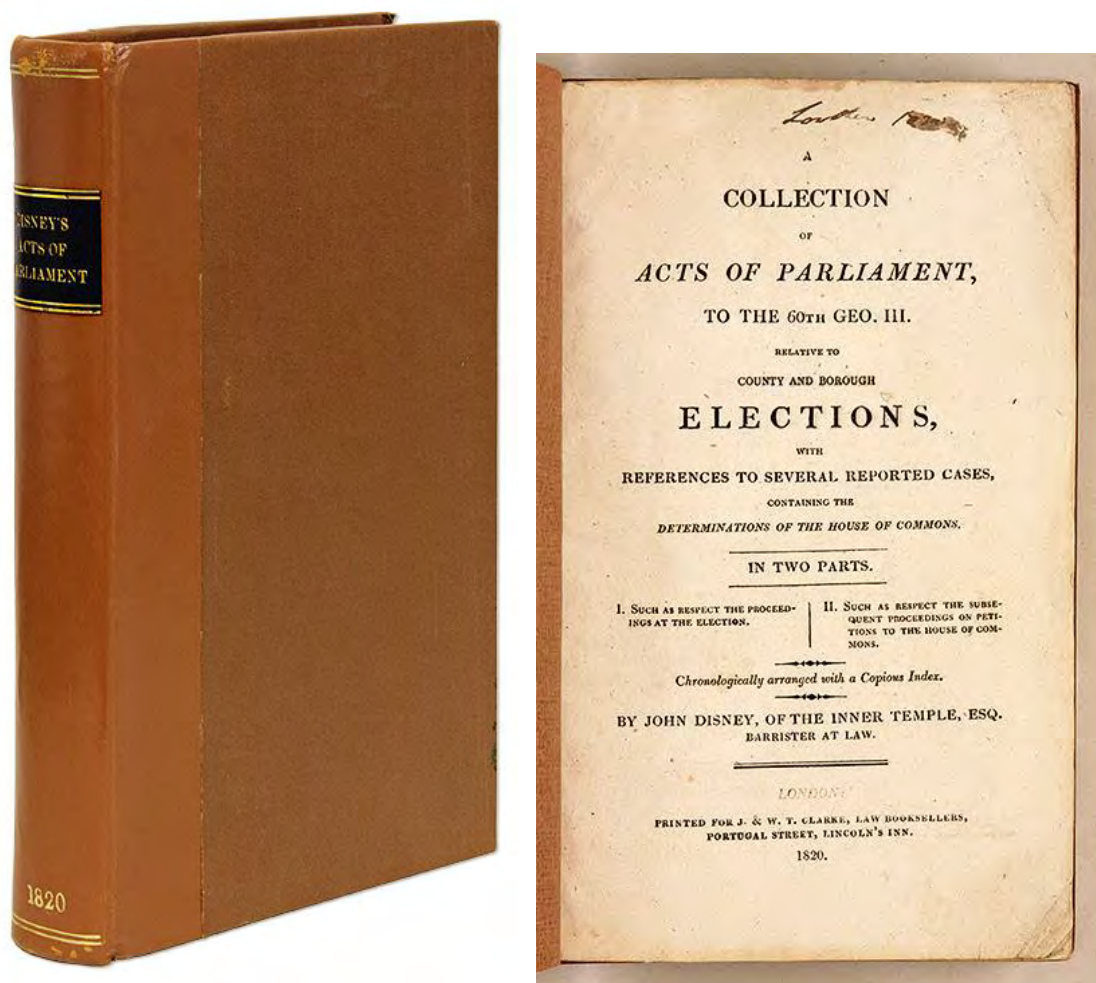 DISNEY'S
ACTS OF
PARLIAMENT
1820
A
COLLECTION
OF
ACTS OF PARLIAMENT,
TO THE 60TH GEO. III.
RELATIVE TO
COUNTY AND BOROUGH
ELECTIONS,
WITH
REFERENCES TO SEVERAL REPORTED CASES,
CONTAINING THE
DETERMINATIONS OF THE HOUSE OF COMMONS.
IN TWO PARTS.
I. SUCH AS RESPECT THE PROCEED-
INGS AT THE ELECTION.
II. SUCH AS RESPECT THE SUBSE-
QUENT PROCEEDINGS ON PETI-
TIONS TO THE HOUSE OF COM-
MONS.
Chronologically arranged with a Copious Index.
BY JOHN DISNEY, OF THE INNER TEMPLE, ESQ.
BARRISTER AT LAW.
LONDON:
PRINTED FOR J. & W. T. CLARKE, LAW BOOKSELLERS,
PORTUGAL STREET, LINCOLN'S INN.
1820.